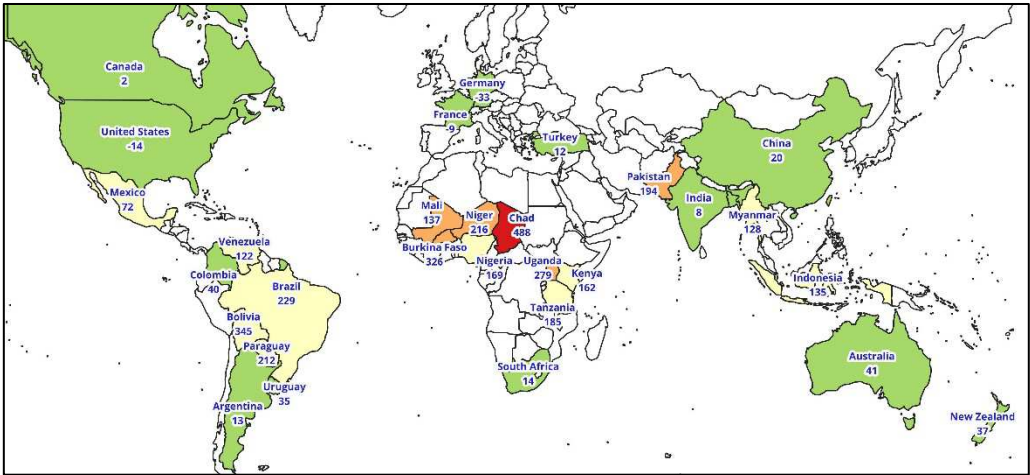 Canada
2
United States
-14
Mexico
72
Venezuela
122
Colombia
40
Brazil
229
Bolivia
345
Paraguay
212
Uruguay
35
Argentina
13
Germany
-33
France
-9
Turkey
12
Mali
137
Niger
216
Chad
488
Burkina Faso
326
Nigeria
169
Uganda
279
Kenya
162
Tanzania
185
South Africa
14
Pakistan
194
India
8
China
20
Myanmar
128
Indonesia
135
Australia
41
New Zealand
37